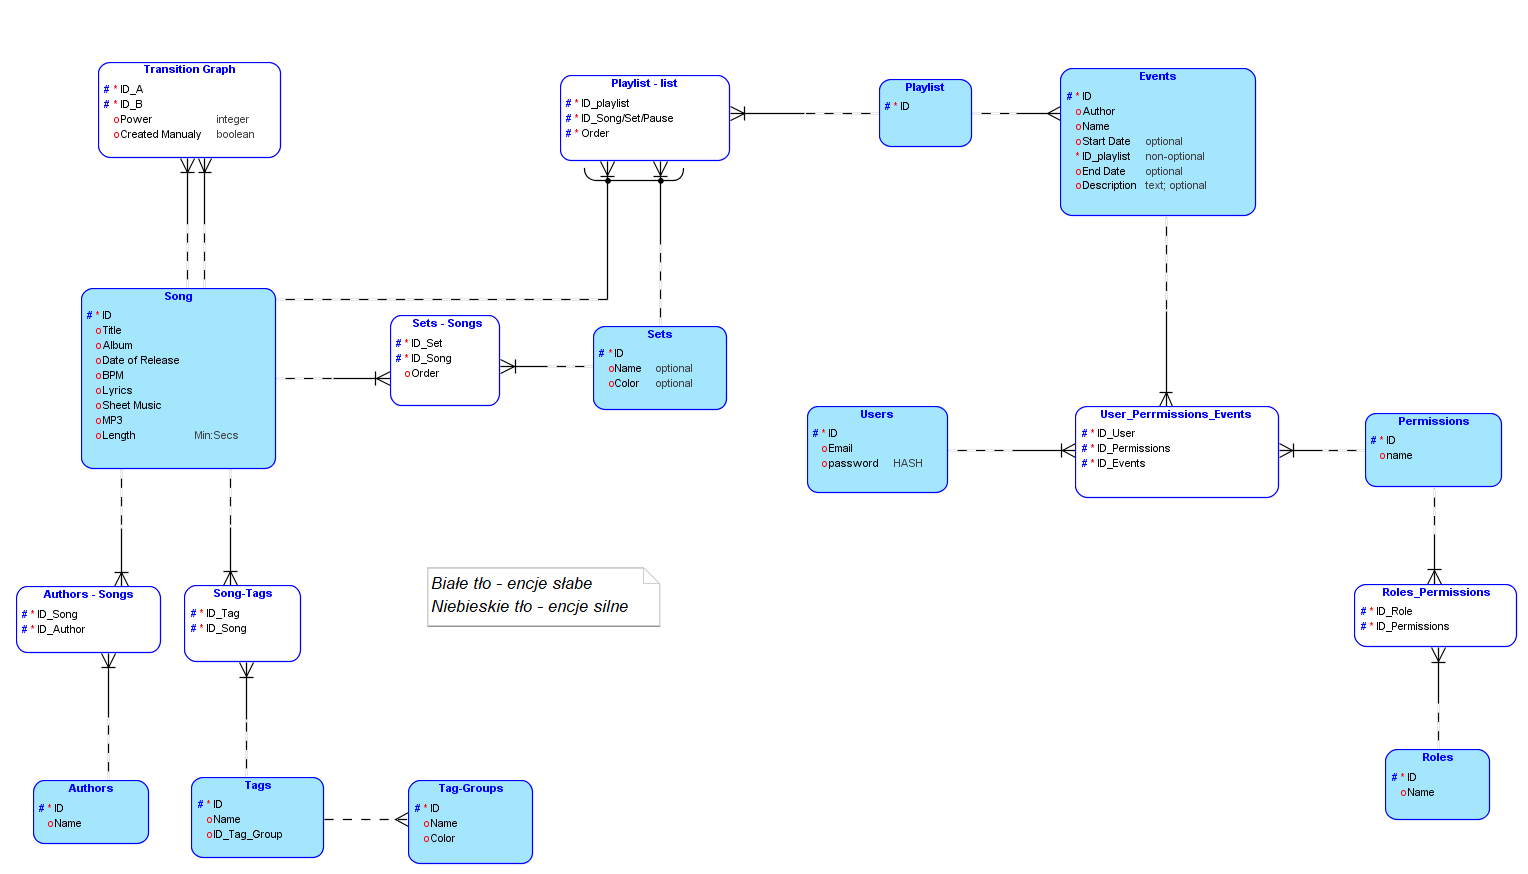 Transition Graph
# * ID_A
# * ID_B
o Power integer
o Created Manualy boolean
Playlist - list
# * ID_playlist
# * ID_Song/Set/Pause
# * Order
Playlist
# * ID
Events
# * ID
o Author
o Name
o Start Date optional
* ID_playlist non-optional
o End Date optional
o Description text; optional
Song
# * ID
o Title
o Album
o Date of Release
o BPM
o Lyrics
o Sheet Music
o MP3
o Length Min:Secs
Sets - Songs
# * ID_Set
# * ID_Song
o Order
Sets
# * ID
o Name optional
o Color optional
Users
# * ID
o Email
o password HASH
User_Perrmissions_Events
# * ID_User
# * ID_Permissions
# * ID_Events
Permissions
# * ID
o name
Authors - Songs
# * ID_Song
# * ID_Author
Song-Tags
# * ID_Tag
# * ID_Song
Białe tło - encje słabe
Niebieskie tło - encje silne
Roles_Permissions
# * ID_Role
# * ID_Permissions
Authors
# * ID
o Name
Tags
# * ID
o Name
o ID_Tag_Group
Tag-Groups
# * ID
o Name
o Color
Roles
# * ID
o Name